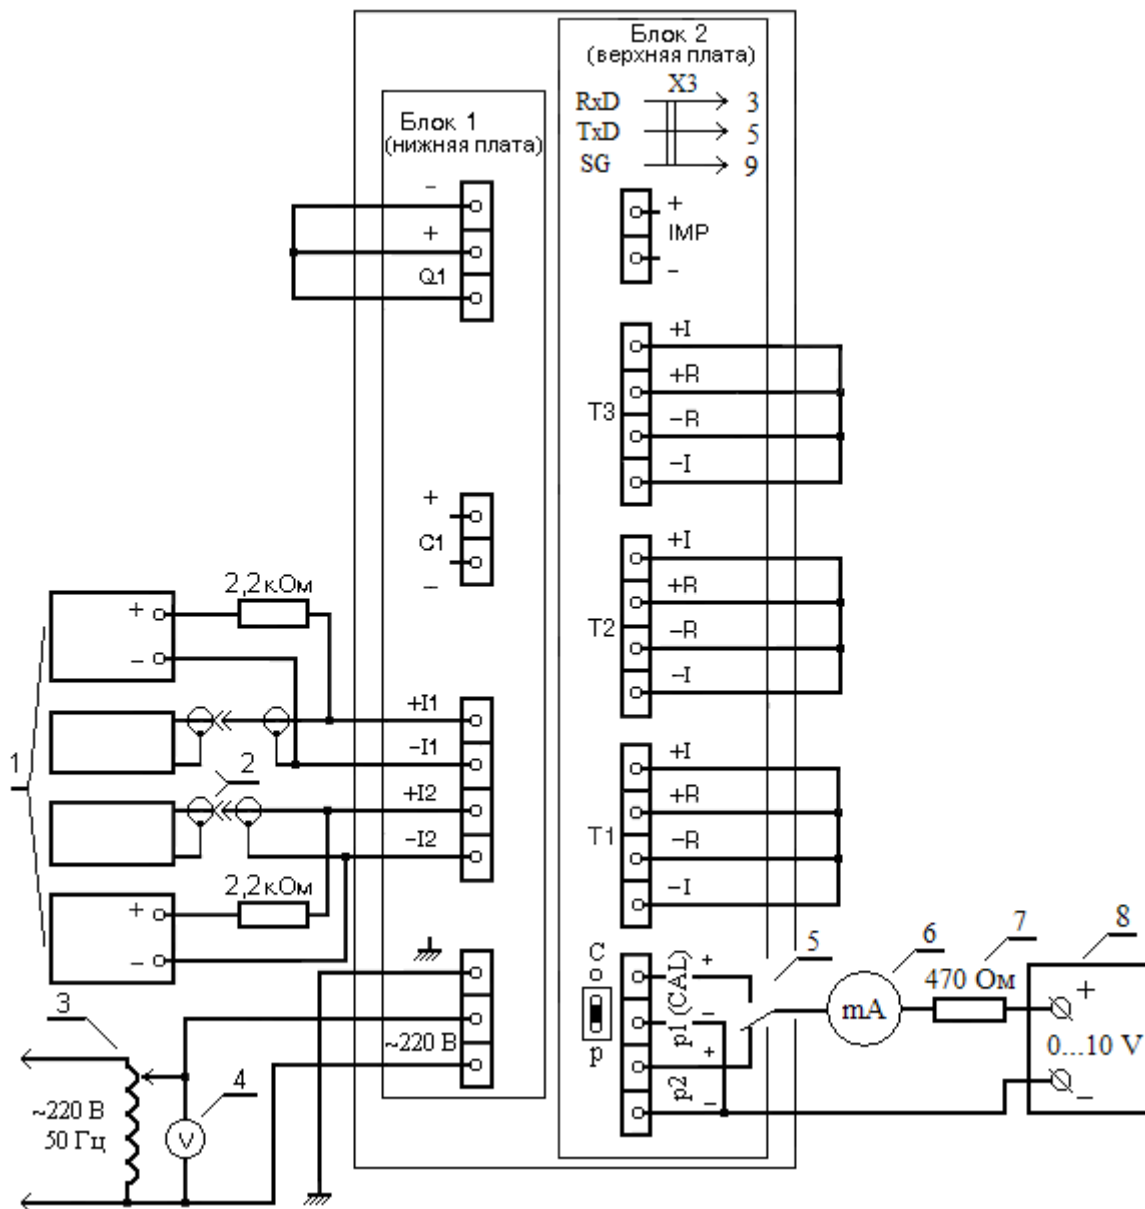 Блок 2
(верхняя плата)
X3
RxD 3
TxD 5
SG 9
+
IMP
−
Блок 1
(нижняя плата)
−
+
Q1
+I
+R
T3
−R
−I
+
C1
−
+I
+R
T2
−R
−I
2,2кОм
+
−
+I1
−I1
1
2
+I2
−I2
2,2кОм
+
−
+I
+R
T1
−R
−I
3
~220 В
50 Гц
4
V
~220 В
C
p
p1 (CAL)
+
−
p2
+
−
5
6
mA
7
470 Ом
8
+
0...10 V
−